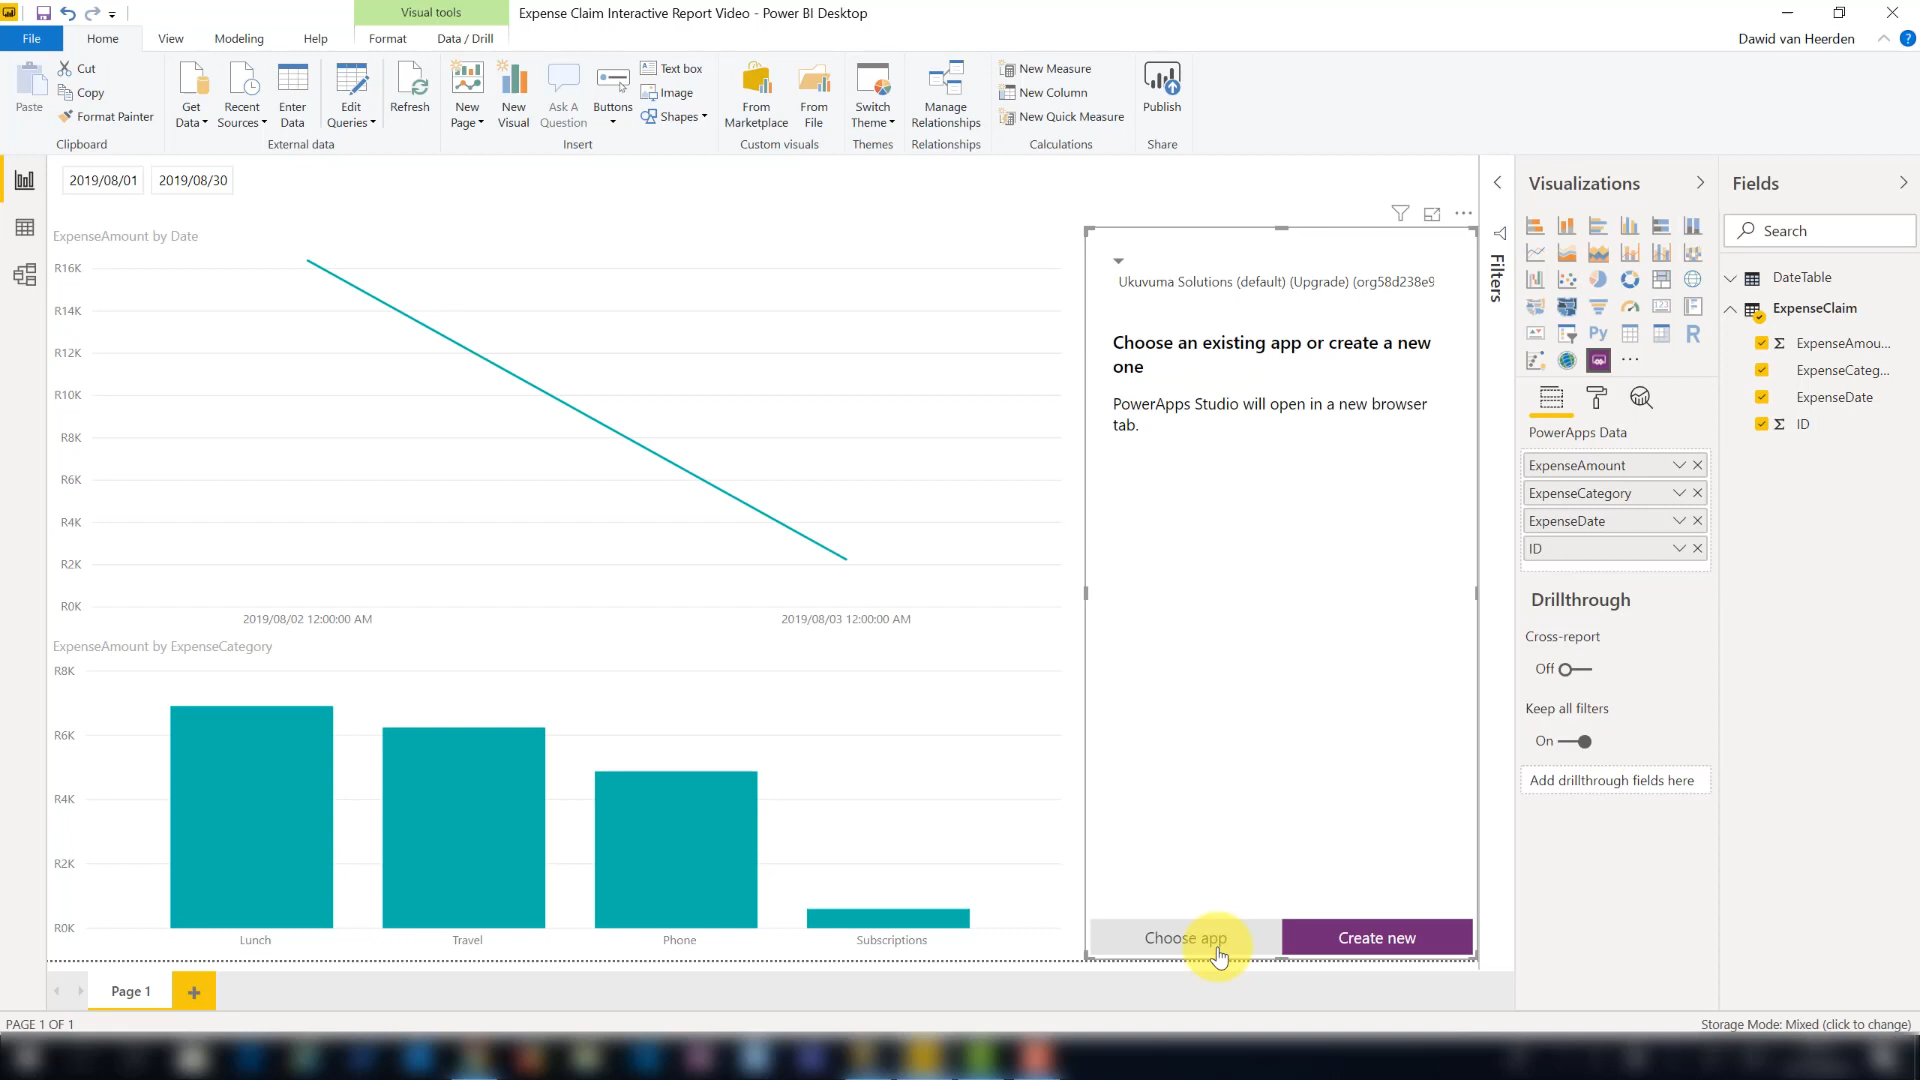 Visual tools
Expense Claim Interactive Report Video - Power BI Desktop
File
Home
View
Modeling
Help
Format
Data / Drill
Dawid van Heerden
?
Paste
Cut
Copy
Format Painter
Clipboard
Get Data
Recent Sources
Enter Data
Edit Queries
Refresh
External data
New Page
New Visual
Ask A Question
Buttons
Text box
Image
Shapes
Insert
From Marketplace
From File
Custom visuals
Switch Theme
Themes
Manage Relationships
Relationships
New Measure
New Column
New Quick Measure
Calculations
Publish
Share
2019/08/01
2019/08/30
ExpenseAmount by Date
R16K
R14K
R12K
R10K
R8K
R6K
R4K
R2K
R0K
2019/08/02 12:00:00 AM
2019/08/03 12:00:00 AM
ExpenseAmount by ExpenseCategory
R8K
R6K
R4K
R2K
R0K
Lunch
Travel
Phone
Subscriptions
Ukuvuma Solutions (default) (Upgrade) (org58d238e9
Choose an existing app or create a new
one
PowerApps Studio will open in a new browser
tab.
Choose app
Create new
Filters
Visualizations
Py
R
PowerApps Data
ExpenseAmount
ExpenseCategory
ExpenseDate
ID
Drillthrough
Cross-report
Off
Keep all filters
On
Add drillthrough fields here
Fields
Search
DateTable
ExpenseClaim
ExpenseAmou...
ExpenseCateg...
ExpenseDate
ID
Page 1
PAGE 1 OF 1
Storage Mode: Mixed (click to change)